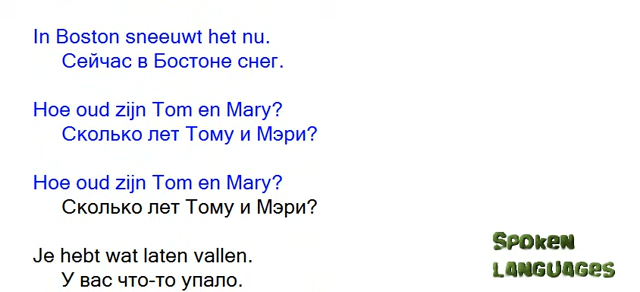 In Boston sneeuwt het nu.
Сейчас в Бостоне снег.
Hoe oud zijn Tom en Mary?
Сколько лет Тому и Мэри?
Hoe oud zijn Tom en Mary?
Сколько лет Тому и Мэри?
Je hebt wat laten vallen.
У вас что-то упало.
Spoken
Languages